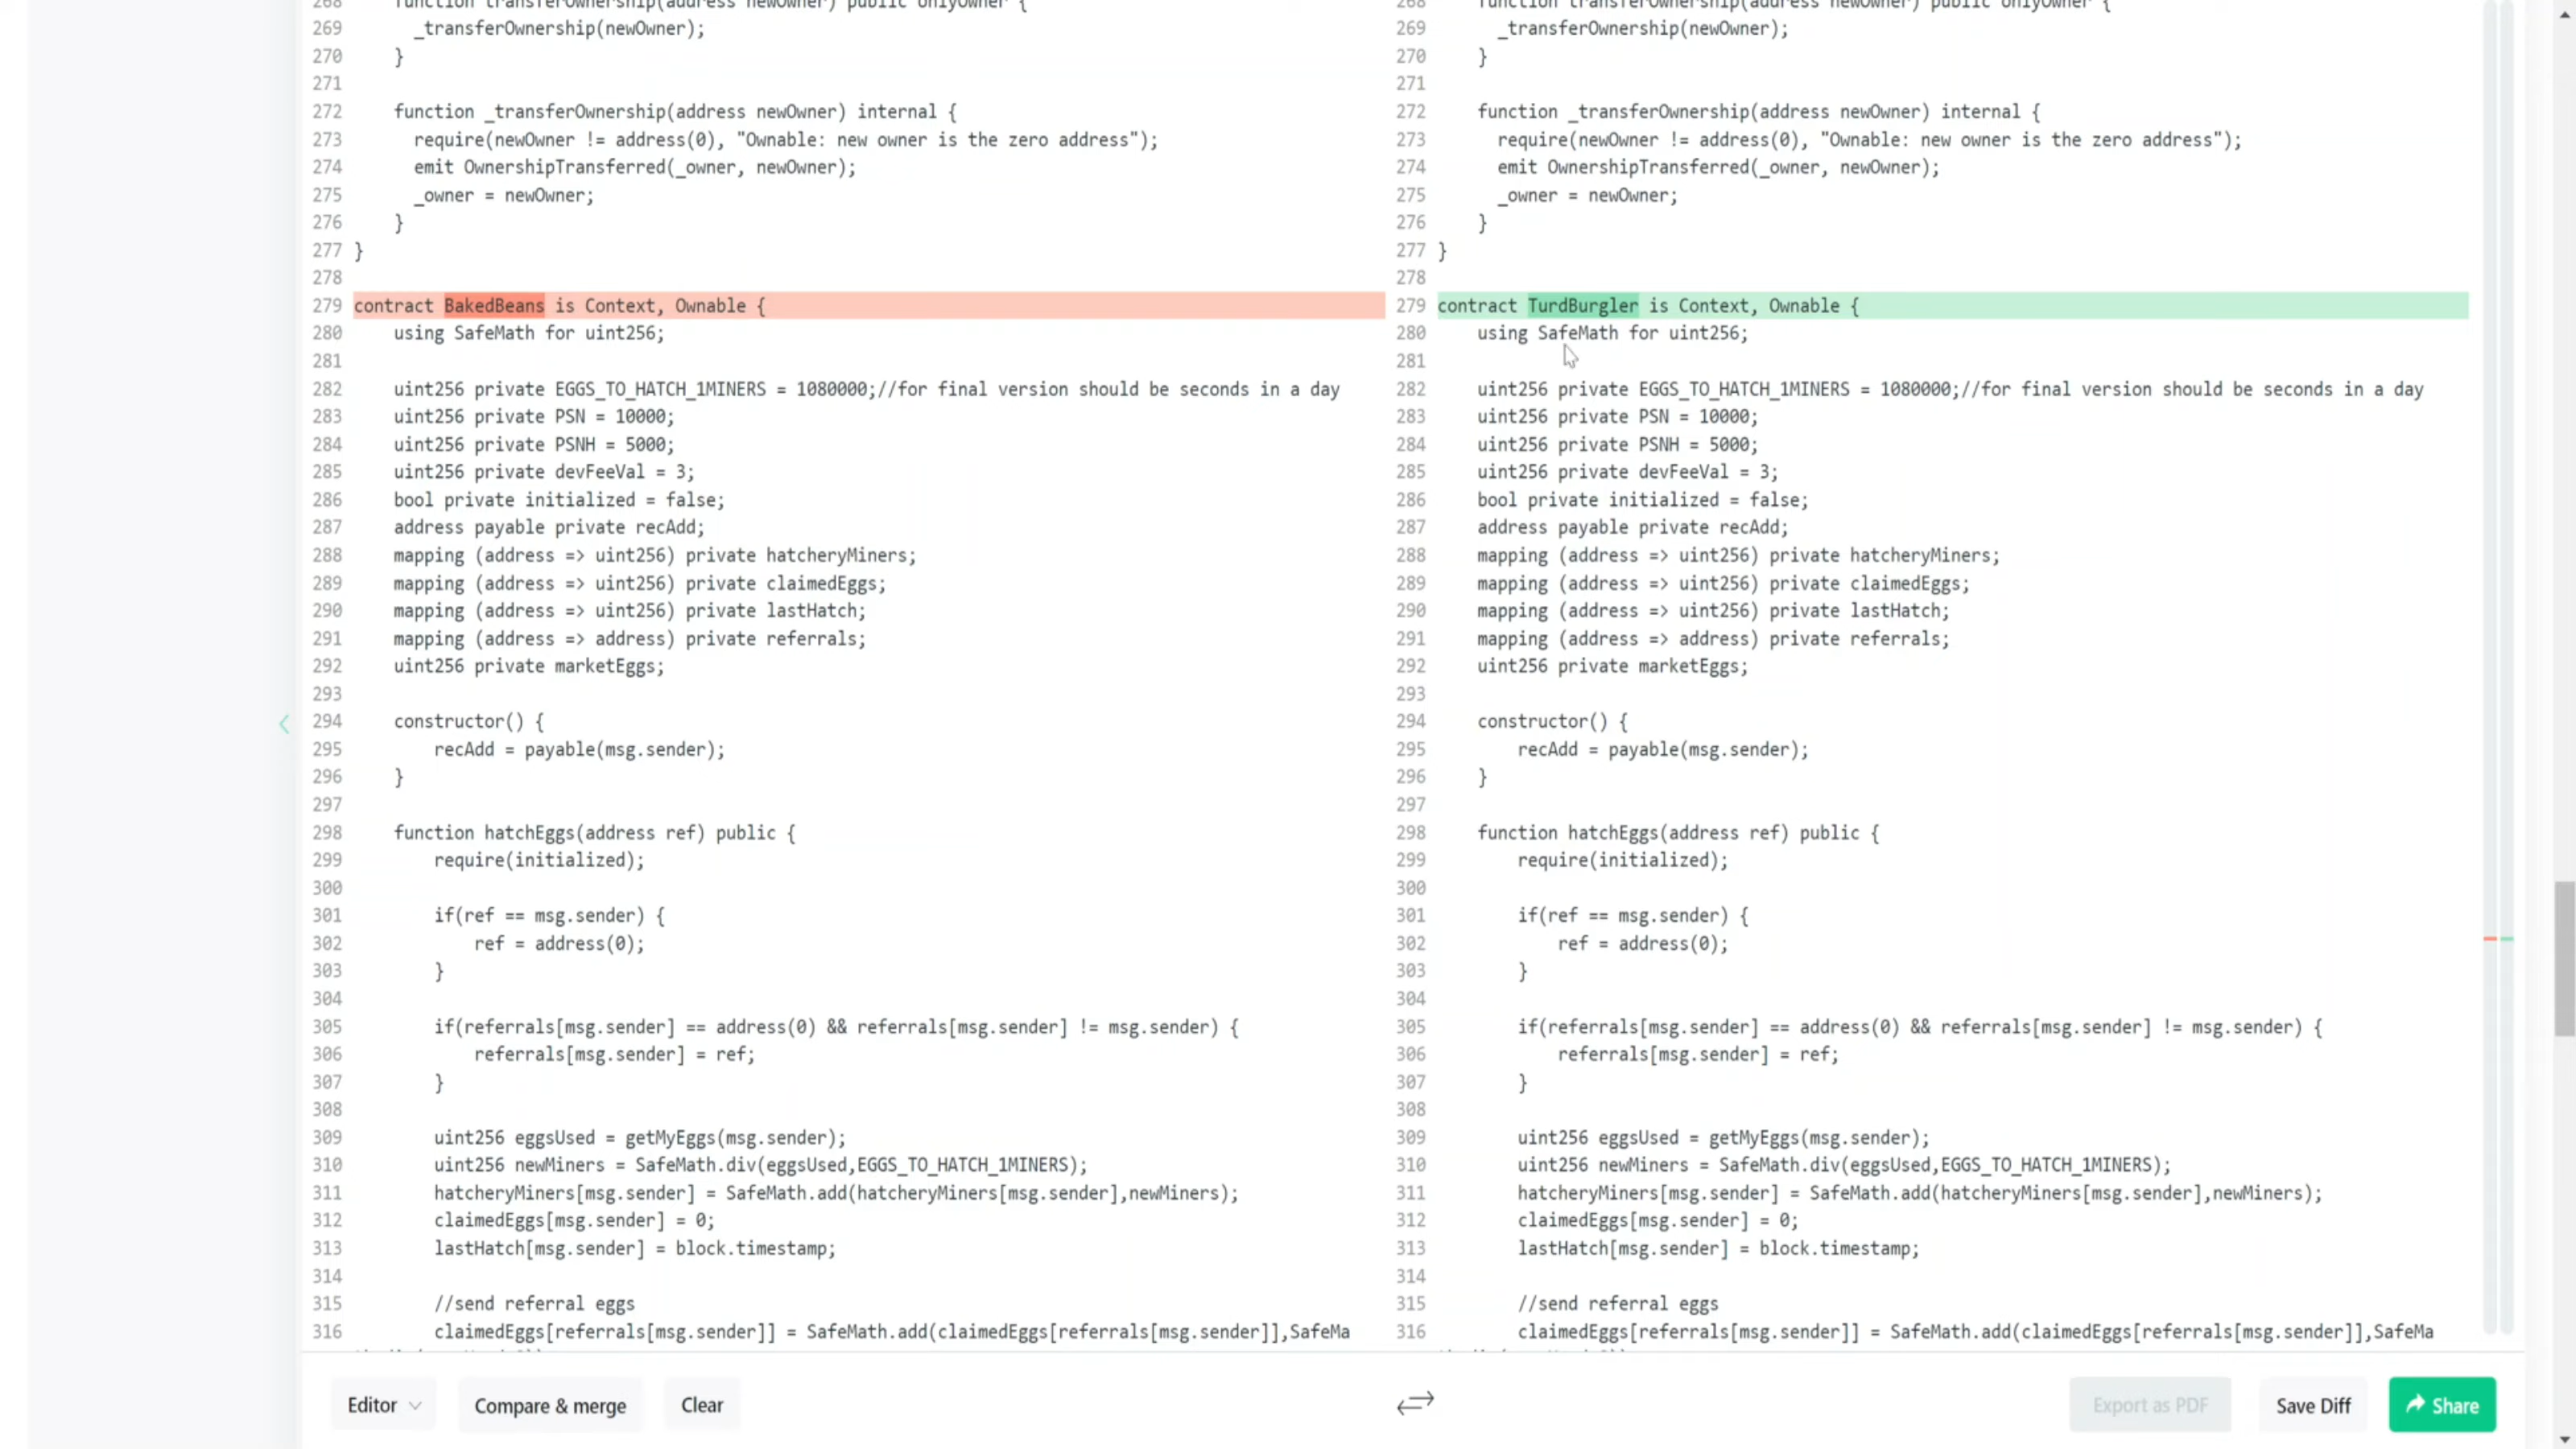 268 function transferOwnership(address newOwner) public onlyOwner {
269 _transferOwnership(newOwner);
270 }
271
272 function _transferOwnership(address newOwner) internal {
273 require(newOwner != address(0), "Ownable: new owner is the zero address");
274 emit OwnershipTransferred(_owner, newOwner);
275 _owner = newOwner;
276 }
277 }
278
279 contract BakedBeans is Context, Ownable {
280 using SafeMath for uint256;
281
282 uint256 private EGGS_TO_HATCH_1MINERS = 1080000;//for final version should be seconds in a day
283 uint256 private PSN = 10000;
284 uint256 private PSNH = 5000;
285 uint256 private devFeeVal = 3;
286 bool private initialized = false;
287 address payable private recAdd;
288 mapping (address => uint256) private hatcheryMiners;
289 mapping (address => uint256) private claimedEggs;
290 mapping (address => uint256) private lastHatch;
291 mapping (address => address) private referrals;
292 uint256 private marketEggs;
293
294 constructor() {
295 recAdd = payable(msg.sender);
296 }
297
298 function hatchEggs(address ref) public {
299 require(initialized);
300
301 if(ref == msg.sender) {
302 ref = address(0);
303 }
304
305 if(referrals[msg.sender] == address(0) && referrals[msg.sender] != msg.sender) {
306 referrals[msg.sender] = ref;
307 }
308
309 uint256 eggsUsed = getMyEggs(msg.sender);
310 uint256 newMiners = SafeMath.div(eggsUsed,EGGS_TO_HATCH_1MINERS);
311 hatcheryMiners[msg.sender] = SafeMath.add(hatcheryMiners[msg.sender],newMiners);
312 claimedEggs[msg.sender] = 0;
313 lastHatch[msg.sender] = block.timestamp;
314
315 //send referral eggs
316 claimedEggs[referrals[msg.sender]] = SafeMath.add(claimedEggs[referrals[msg.sender]],SafeMa
268 function transferOwnership(address newOwner) public onlyOwner {
269 _transferOwnership(newOwner);
270 }
271
272 function _transferOwnership(address newOwner) internal {
273 require(newOwner != address(0), "Ownable: new owner is the zero address");
274 emit OwnershipTransferred(_owner, newOwner);
275 _owner = newOwner;
276 }
277 }
278
279 contract TurdBurgler is Context, Ownable {
280 using SafeMath for uint256;
281
282 uint256 private EGGS_TO_HATCH_1MINERS = 1080000;//for final version should be seconds in a day
283 uint256 private PSN = 10000;
284 uint256 private PSNH = 5000;
285 uint256 private devFeeVal = 3;
286 bool private initialized = false;
287 address payable private recAdd;
288 mapping (address => uint256) private hatcheryMiners;
289 mapping (address => uint256) private claimedEggs;
290 mapping (address => uint256) private lastHatch;
291 mapping (address => address) private referrals;
292 uint256 private marketEggs;
293
294 constructor() {
295 recAdd = payable(msg.sender);
296 }
297
298 function hatchEggs(address ref) public {
299 require(initialized);
300
301 if(ref == msg.sender) {
302 ref = address(0);
303 }
304
305 if(referrals[msg.sender] == address(0) && referrals[msg.sender] != msg.sender) {
306 referrals[msg.sender] = ref;
307 }
308
309 uint256 eggsUsed = getMyEggs(msg.sender);
310 uint256 newMiners = SafeMath.div(eggsUsed,EGGS_TO_HATCH_1MINERS);
311 hatcheryMiners[msg.sender] = SafeMath.add(hatcheryMiners[msg.sender],newMiners);
312 claimedEggs[msg.sender] = 0;
313 lastHatch[msg.sender] = block.timestamp;
314
315 //send referral eggs
316 claimedEggs[referrals[msg.sender]] = SafeMath.add(claimedEggs[referrals[msg.sender]],SafeMa
Editor Compare & merge Clear Export as PDF Save Diff Share